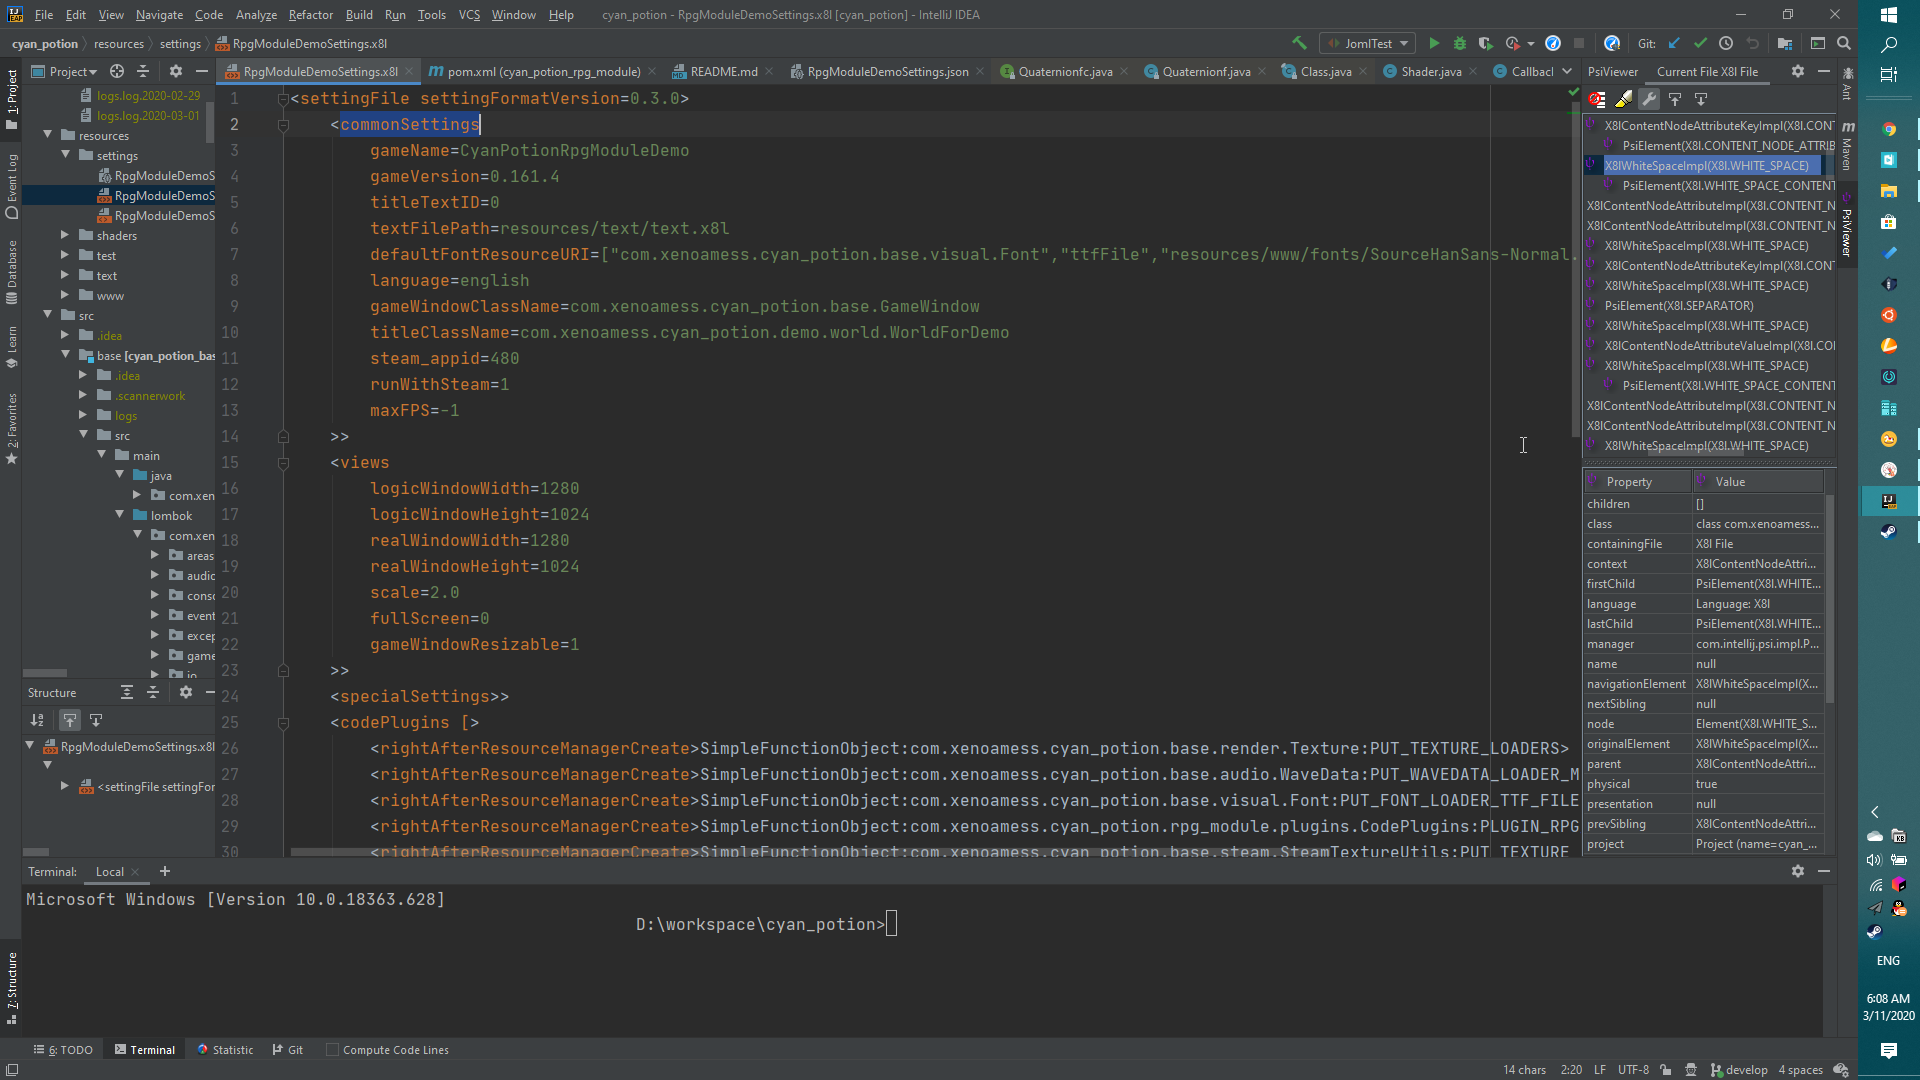 File Edit View Navigate Code Analyze Refactor Build Run Tools VCS Window Help cyan_potion - RpgModuleDemoSettings.x8l [cyan_potion] - IntelliJ IDEA
cyan_potion resources settings RpgModuleDemoSettings.x8l JomlTest Git:
Project
RpgModuleDemoSettings.x8l pom.xml (cyan_potion_rpg_module) README.md RpgModuleDemoSettings.json Quaternionfc.java Quaternionf.java Class.java Shader.java Callbacl
PsiViewer Current File X8l File
1: Project
Event Log
Database
Learn
2: Favorites
7: Structure
Ant
Maven
PsiViewer
logs.log.2020-02-29
logs.log.2020-03-01
resources
settings
RpgModuleDemoS
RpgModuleDemoS
RpgModuleDemoS
shaders
test
text
www
src
.idea
base [cyan_potion_bas
.idea
.scannerwork
logs
src
main
java
com.xen
lombok
com.xen
areas
audic
consc
event
excep
game
io
Structure
RpgModuleDemoSettings.x8l
<settingFile settingFor
1 <settingFile settingFormatVersion=0.3.0>
2 <commonSettings
3 gameName=CyanPotionRpgModuleDemo
4 gameVersion=0.161.4
5 titleTextID=0
6 textFilePath=resources/text/text.x8l
7 defaultFontResourceURI=["com.xenoamess.cyan_potion.base.visual.Font","ttfFile","resources/www/fonts/SourceHanSans-Normal.
8 language=english
9 gameWindowClassName=com.xenoamess.cyan_potion.base.GameWindow
10 titleClassName=com.xenoamess.cyan_potion.demo.world.WorldForDemo
11 steam_appid=480
12 runWithSteam=1
13 maxFPS=-1
14 >>
15 <views
16 logicWindowWidth=1280
17 logicWindowHeight=1024
18 realWindowWidth=1280
19 realWindowHeight=1024
20 scale=2.0
21 fullScreen=0
22 gameWindowResizable=1
23 >>
24 <specialSettings>>
25 <codePlugins [>
26 <rightAfterResourceManagerCreate>SimpleFunctionObject:com.xenoamess.cyan_potion.base.render.Texture:PUT_TEXTURE_LOADERS>
27 <rightAfterResourceManagerCreate>SimpleFunctionObject:com.xenoamess.cyan_potion.base.audio.WaveData:PUT_WAVEDATA_LOADER_M
28 <rightAfterResourceManagerCreate>SimpleFunctionObject:com.xenoamess.cyan_potion.base.visual.Font:PUT_FONT_LOADER_TTF_FILE
29 <rightAfterResourceManagerCreate>SimpleFunctionObject:com.xenoamess.cyan_potion.rpg_module.plugins.CodePlugins:PLUGIN_RPG
30 <rightAfterResourceManagerCreate>SimpleFunctionObject:com.xenoamess.cyan_potion.base.steam.SteamTextureUtils:PUT_TEXTURE
X8lContentNodeAttributeKeyImpl(X8l.CONT
PsiElement(X8l.CONTENT_NODE_ATTRIB
X8lWhiteSpaceImpl(X8l.WHITE_SPACE)
PsiElement(X8l.WHITE_SPACE_CONTENT
X8lContentNodeAttributeImpl(X8l.CONTENT_N
X8lContentNodeAttributeImpl(X8l.CONTENT_N
X8lWhiteSpaceImpl(X8l.WHITE_SPACE)
X8lContentNodeAttributeKeyImpl(X8l.CONT
X8lWhiteSpaceImpl(X8l.WHITE_SPACE)
PsiElement(X8l.SEPARATOR)
X8lWhiteSpaceImpl(X8l.WHITE_SPACE)
X8lContentNodeAttributeValueImpl(X8l.CO
X8lWhiteSpaceImpl(X8l.WHITE_SPACE)
PsiElement(X8l.WHITE_SPACE_CONTENT
X8lContentNodeAttributeImpl(X8l.CONTENT_N
X8lContentNodeAttributeImpl(X8l.CONTENT_N
X8lWhiteSpaceImpl(X8l.WHITE_SPACE)
Property Value
children []
class class com.xenoamess...
containingFile X8l File
context X8lContentNodeAttri...
firstChild PsiElement(X8l.WHITE...
language Language: X8l
lastChild PsiElement(X8l.WHITE...
manager com.intellij.psi.impl.P...
name null
navigationElement X8lWhiteSpaceImpl(X...
nextSibling null
node Element(X8l.WHITE_S...
originalElement X8lWhiteSpaceImpl(X...
parent X8lContentNodeAttri...
physical true
presentation null
prevSibling X8lContentNodeAttri...
project Project (name=cyan_...
Terminal: Local
Microsoft Windows [Version 10.0.18363.628]
D:\workspace\cyan_potion>
6: TODO Terminal Statistic Git Compute Code Lines
14 chars 2:20 LF UTF-8 develop 4 spaces
ENG
6:08 AM
3/11/2020